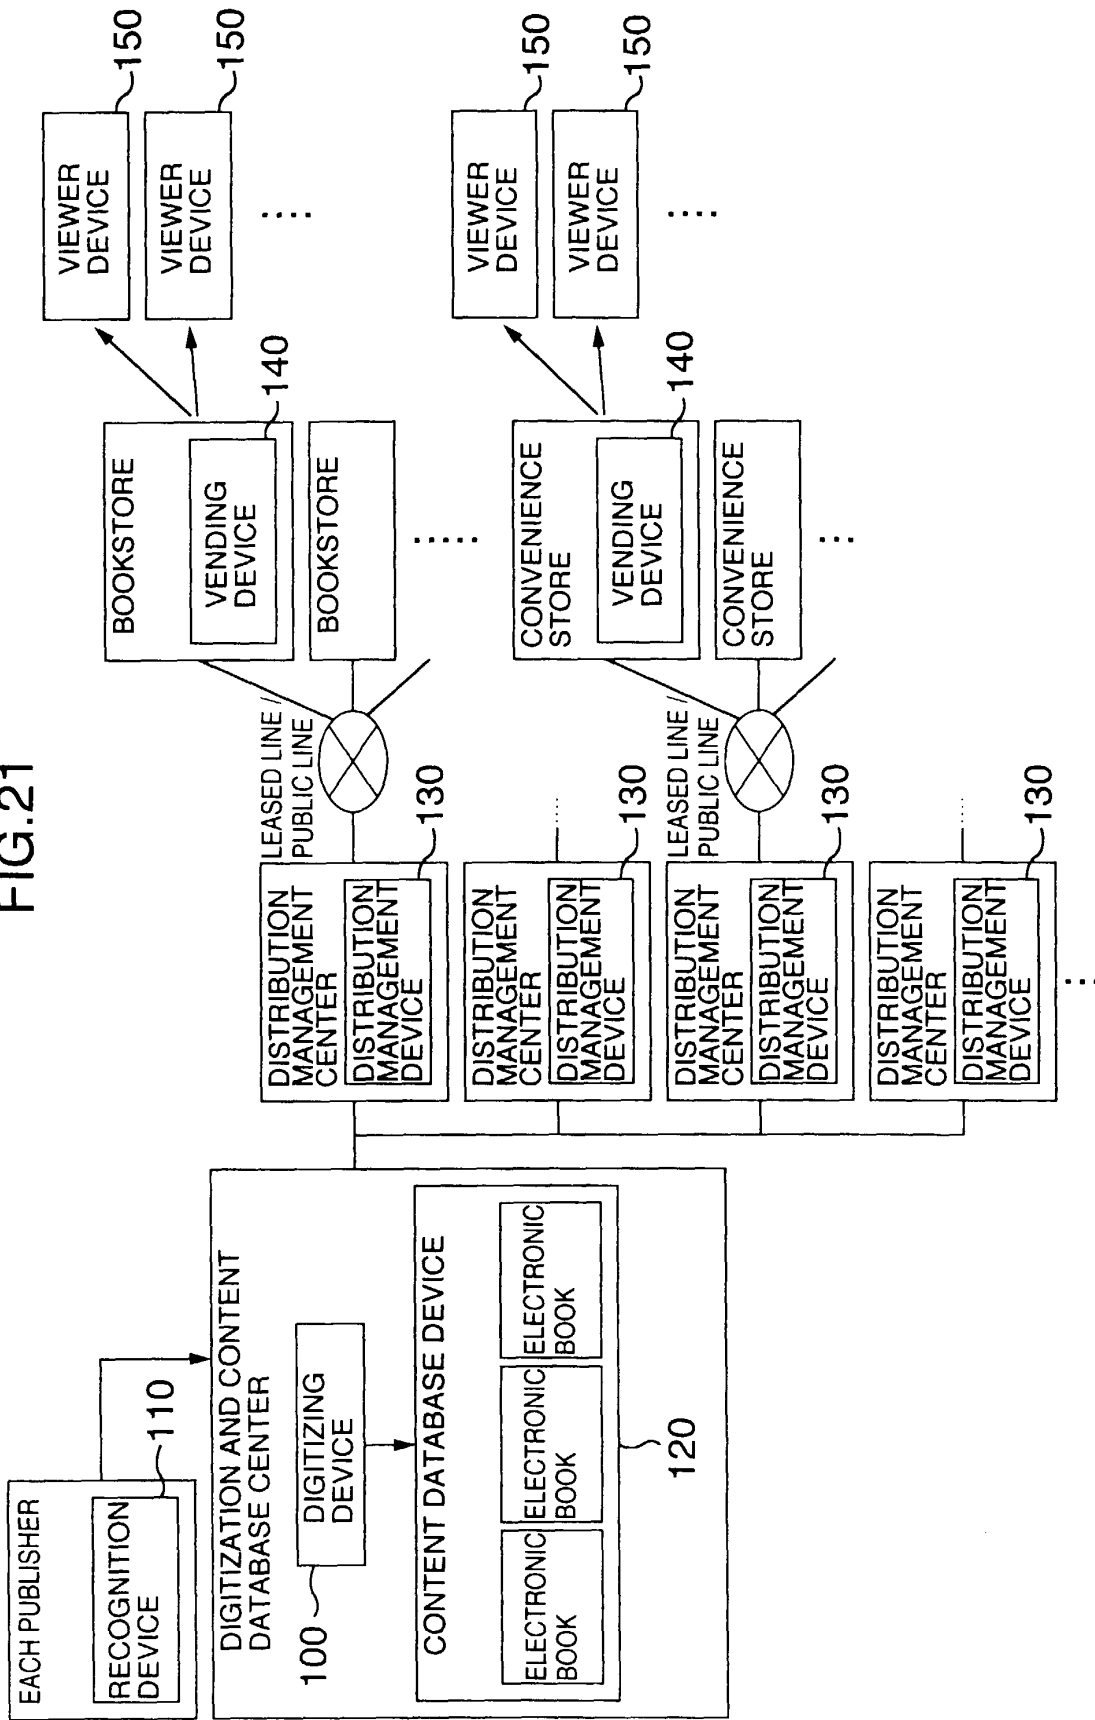 FIG.21
EACH PUBLISHER
RECOGNITION
DEVICE
110
DIGITIZATION AND CONTENT
DATABASE CENTER
100
DIGITIZING
DEVICE
CONTENT DATABASE DEVICE
ELECTRONIC
BOOK
ELECTRONIC
BOOK
ELECTRONIC
BOOK
120
DISTRIBUTION
MANAGEMENT
CENTER
DISTRIBUTION
MANAGEMENT
DEVICE
130
DISTRIBUTION
MANAGEMENT
CENTER
DISTRIBUTION
MANAGEMENT
DEVICE
130
DISTRIBUTION
MANAGEMENT
CENTER
DISTRIBUTION
MANAGEMENT
DEVICE
130
DISTRIBUTION
MANAGEMENT
CENTER
DISTRIBUTION
MANAGEMENT
DEVICE
130
LEASED LINE /
PUBLIC LINE
LEASED LINE /
PUBLIC LINE
BOOKSTORE
VENDING
DEVICE
140
BOOKSTORE
CONVENIENCE
STORE
VENDING
DEVICE
140
CONVENIENCE
STORE
VIEWER
DEVICE
150
VIEWER
DEVICE
150
VIEWER
DEVICE
150
VIEWER
DEVICE
150